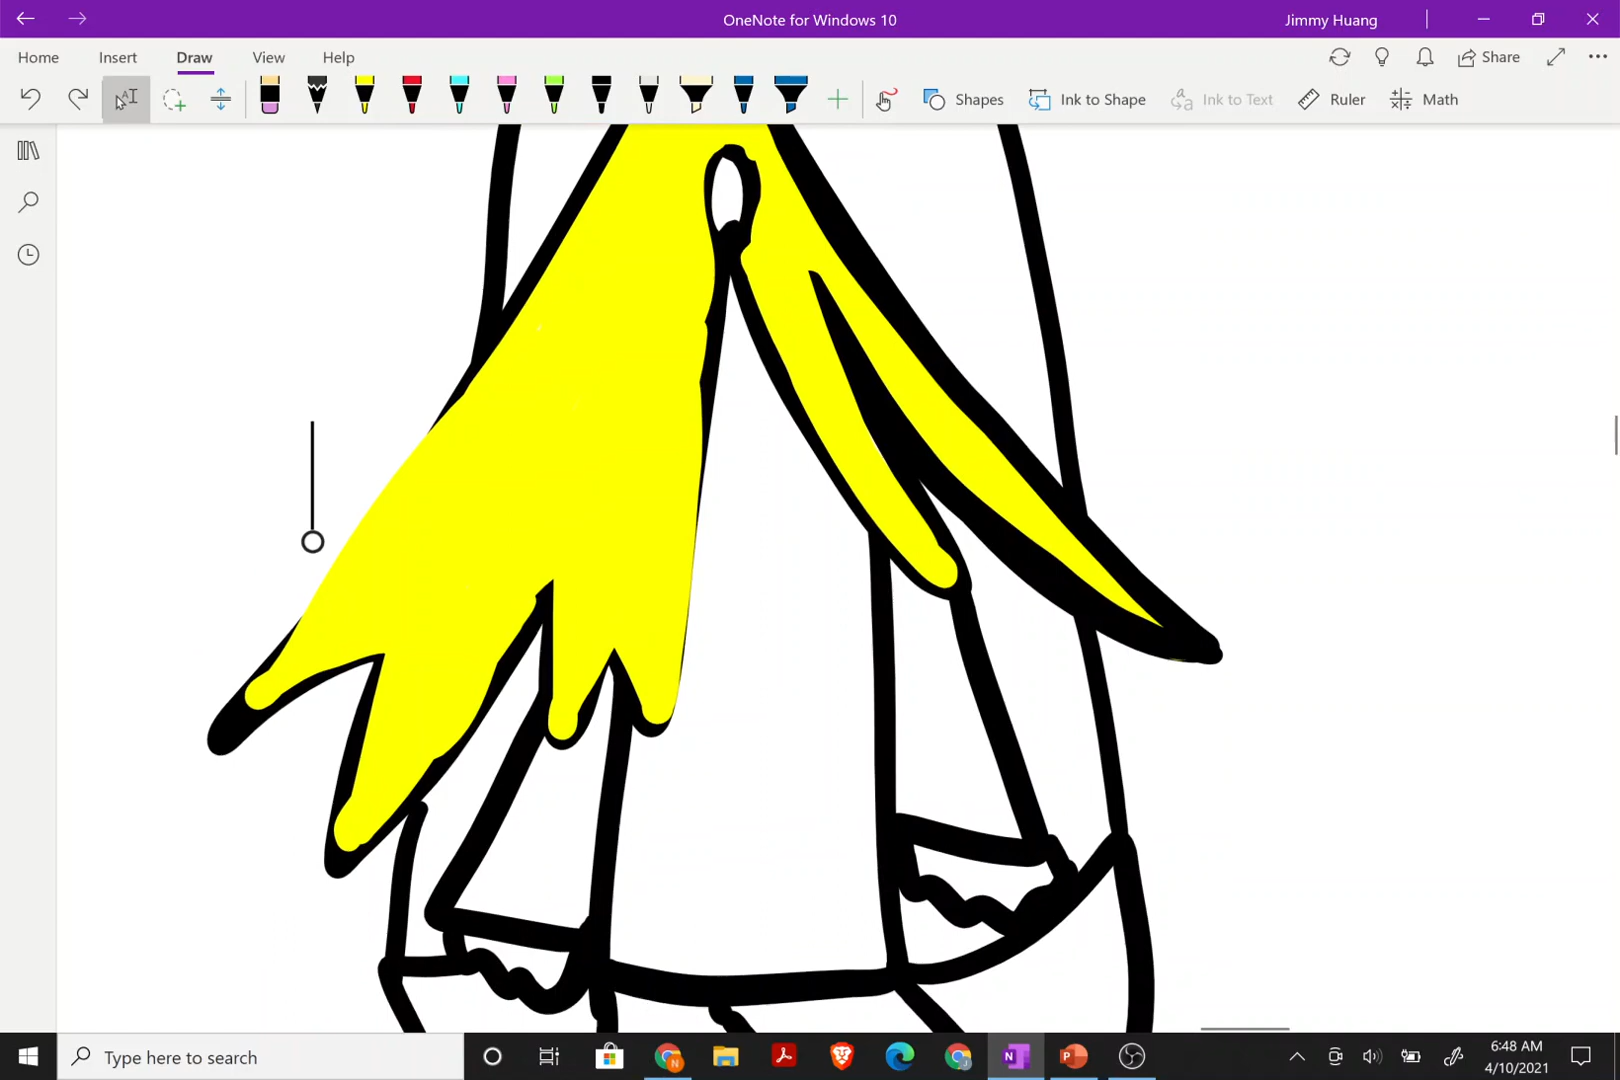 OneNote for Windows 10
Jimmy Huang
Home
Insert
Draw
View
Help
Share
Shapes
Ink to Shape
Ink to Text
Ruler
Math
Type here to search
6:48 AM
4/10/2021